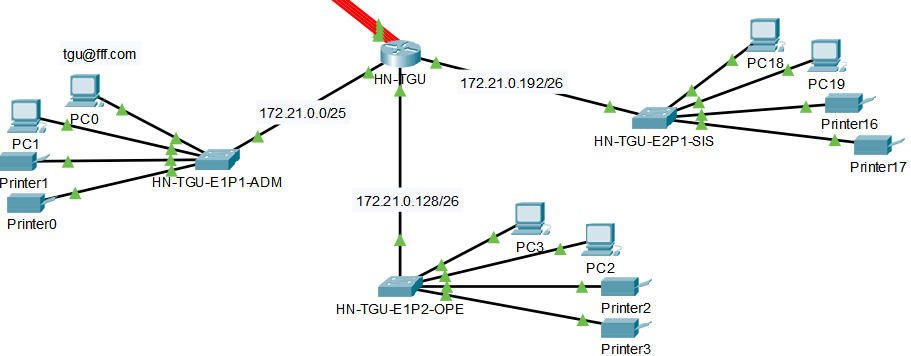 tgu@fff.com
HN-TGU
172.21.0.192/26
172.21.0.0/25
172.21.0.128/26
PC0
PC1
Printer1
Printer0
HN-TGU-E1P1-ADM
PC18
PC19
Printer16
Printer17
HN-TGU-E2P1-SIS
PC3
PC2
Printer2
Printer3
HN-TGU-E1P2-OPE